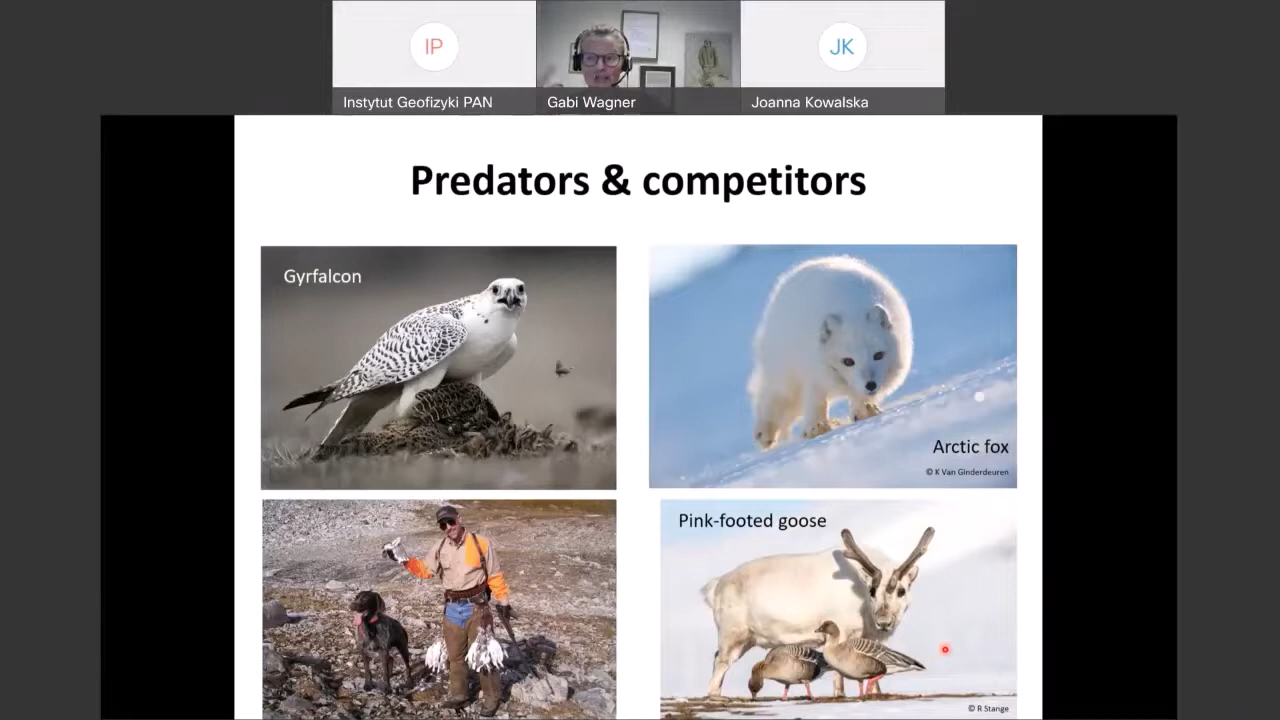 IP
JK
Instytut Geofizyki PAN
Gabi Wagner
Joanna Kowalska
Predators & competitors
Gyrfalcon
Arctic fox
© K Van Ginderdeuren
Pink-footed goose
© R Stange